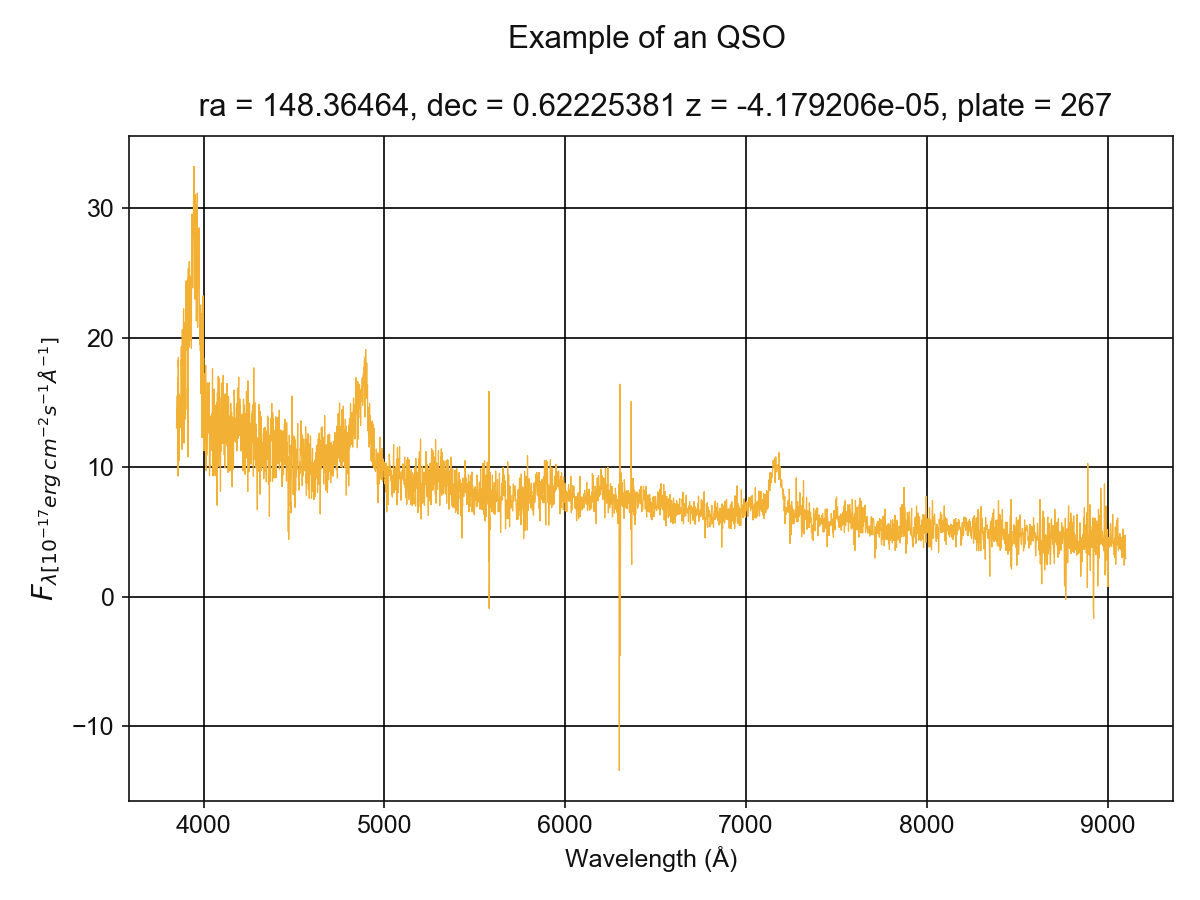 Example of an QSO
ra = 148.36464, dec = 0.62225381 z = -4.179206e-05, plate = 267
30
20
10
0
−10
F_λ[10^−17 erg cm^−2 s^−1 Å^−1]
4000 5000 6000 7000 8000 9000
Wavelength (Å)